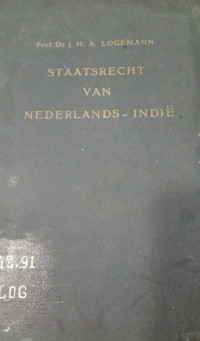 Prof. Dr J. H. A. LOGEMANN
STAATSRECHT
VAN
NEDERLANDS-INDIË
LOG